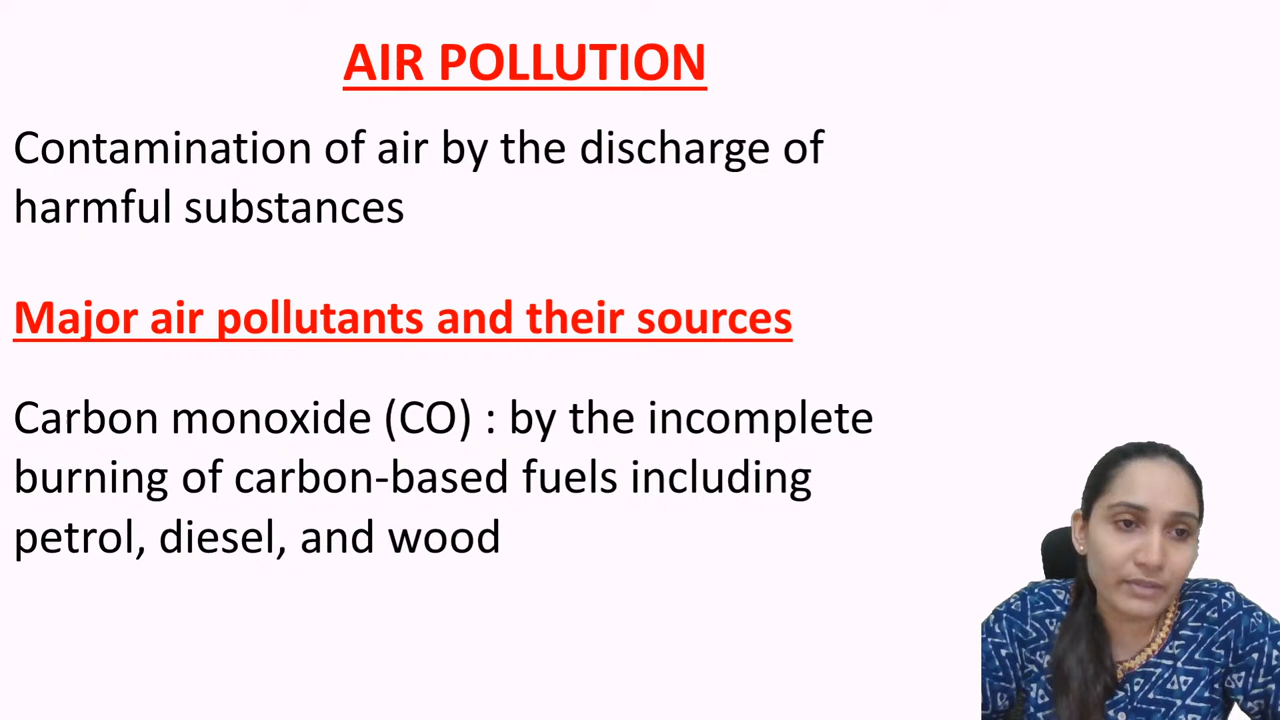 AIR POLLUTION
Contamination of air by the discharge of
harmful substances
Major air pollutants and their sources
Carbon monoxide (CO) : by the incomplete
burning of carbon-based fuels including
petrol, diesel, and wood